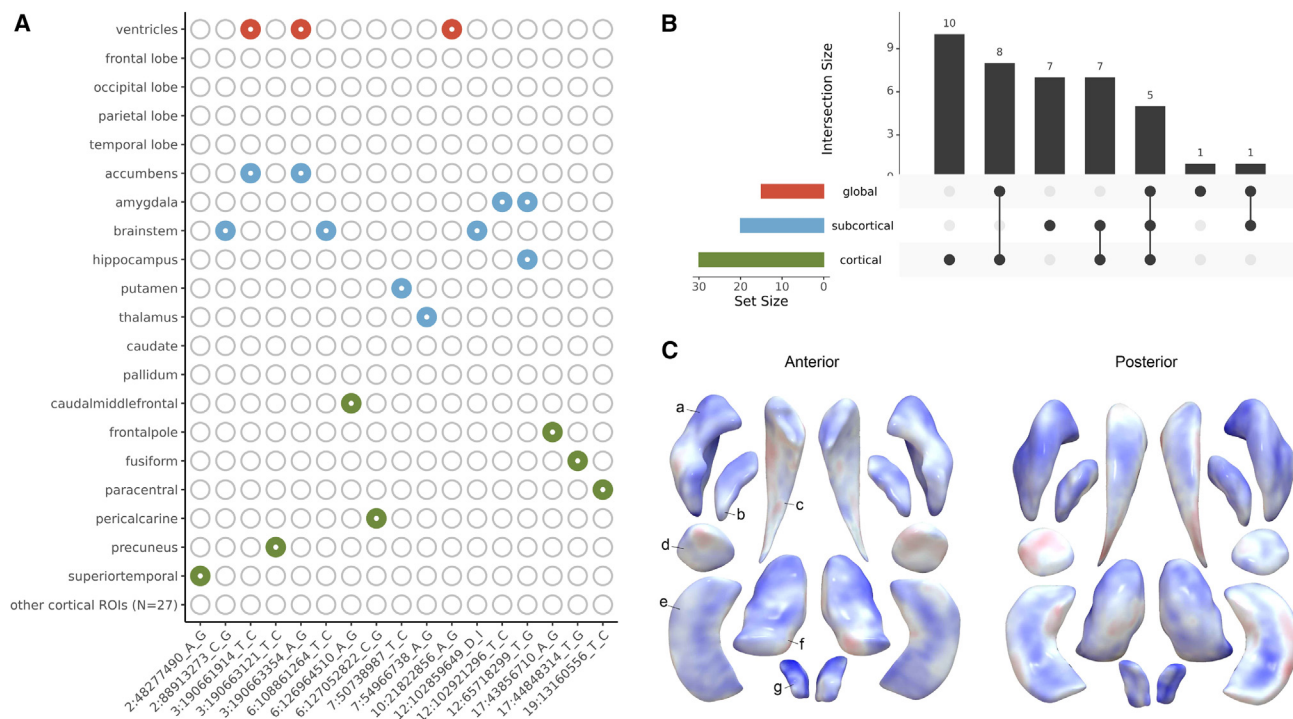 A
ventricles
frontal lobe
occipital lobe
parietal lobe
temporal lobe
accumbens
amygdala
brainstem
hippocampus
putamen
thalamus
caudate
pallidum
caudalmiddlefrontal
frontalpole
fusiform
paracentral
pericalcarine
precuneus
superiortemporal
other cortical ROIs (N=27)
2:48277490_A_G
2:88913273_C_G
3:190661914_T_C
3:190663121_T_C
3:190663354_A_G
6:108861264_T_C
6:126964510_A_G
6:127052822_C_G
7:50738987_T_C
7:54966738_A_G
10:21822856_A_G
12:102859649_D_I
12:102921296_T_C
12:65718299_T_G
17:43856710_A_G
17:44848314_T_G
19:13160556_T_C
B
Intersection Size
9
6
3
0
10
8
7
7
5
1
1
global
subcortical
cortical
30
20
10
0
Set Size
C
Anterior
Posterior
a
b
c
d
e
f
g